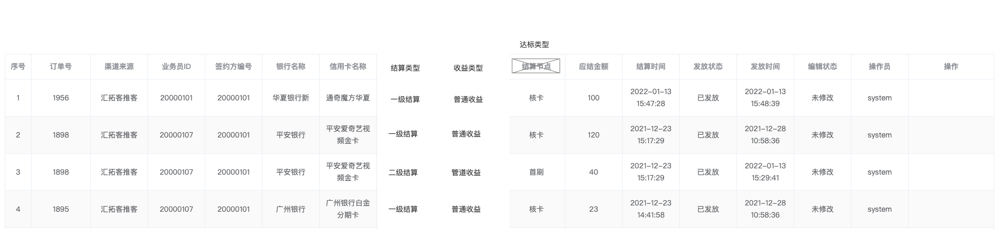 达标类型
序号 订单号 渠道来源 业务员ID 签约方编号 银行名称 信用卡名称 结算类型 收益类型 结算节点 应结金额 结算时间 发放状态 发放时间 编辑状态 操作员 操作
1 1956 汇拓客推客 20000101 20000101 华夏银行新 通奇魔方华夏 一级结算 普通收益 核卡 100 2022-01-13 已发放 2022-01-13 未修改 system
15:47:28 15:48:39
2 1898 汇拓客推客 20000107 20000101 平安银行 平安爱奇艺视 一级结算 普通收益 核卡 120 2021-12-23 已发放 2021-12-28 未修改 system
频金卡 15:17:29 10:58:36
3 1898 汇拓客推客 20000107 20000101 平安银行 平安爱奇艺视 二级结算 管道收益 首刷 40 2021-12-23 已发放 2022-01-13 未修改 system
频金卡 15:17:29 15:29:41
4 1895 汇拓客推客 20000107 20000101 广州银行 广州银行白金 一级结算 普通收益 核卡 23 2021-12-23 已发放 2021-12-28 未修改 system
分期卡 14:41:58 10:58:36